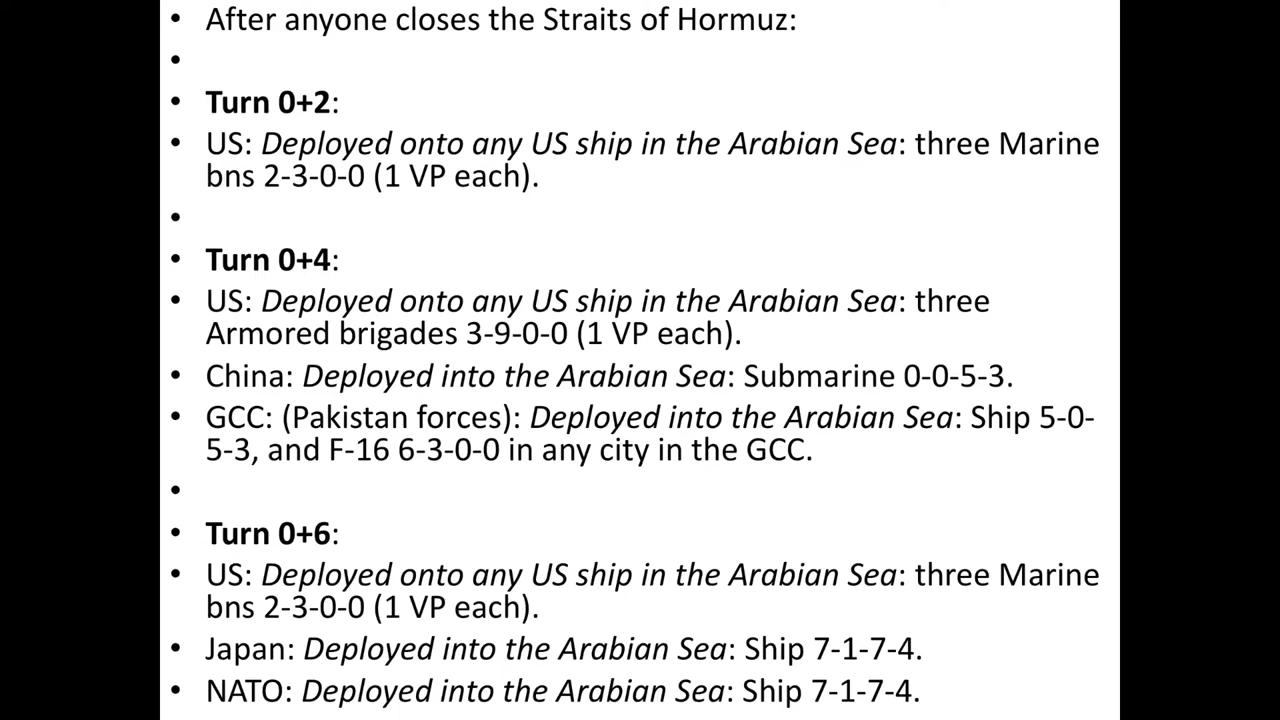 • After anyone closes the Straits of Hormuz:
•
• Turn 0+2:
• US: Deployed onto any US ship in the Arabian Sea: three Marine
bns 2-3-0-0 (1 VP each).
•
• Turn 0+4:
• US: Deployed onto any US ship in the Arabian Sea: three
Armored brigades 3-9-0-0 (1 VP each).
• China: Deployed into the Arabian Sea: Submarine 0-0-5-3.
• GCC: (Pakistan forces): Deployed into the Arabian Sea: Ship 5-0-
5-3, and F-16 6-3-0-0 in any city in the GCC.
•
• Turn 0+6:
• US: Deployed onto any US ship in the Arabian Sea: three Marine
bns 2-3-0-0 (1 VP each).
• Japan: Deployed into the Arabian Sea: Ship 7-1-7-4.
• NATO: Deployed into the Arabian Sea: Ship 7-1-7-4.